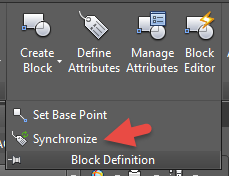 Create
Block
Define
Attributes
Manage
Attributes
Block
Editor
Set Base Point
Synchronize
Block Definition